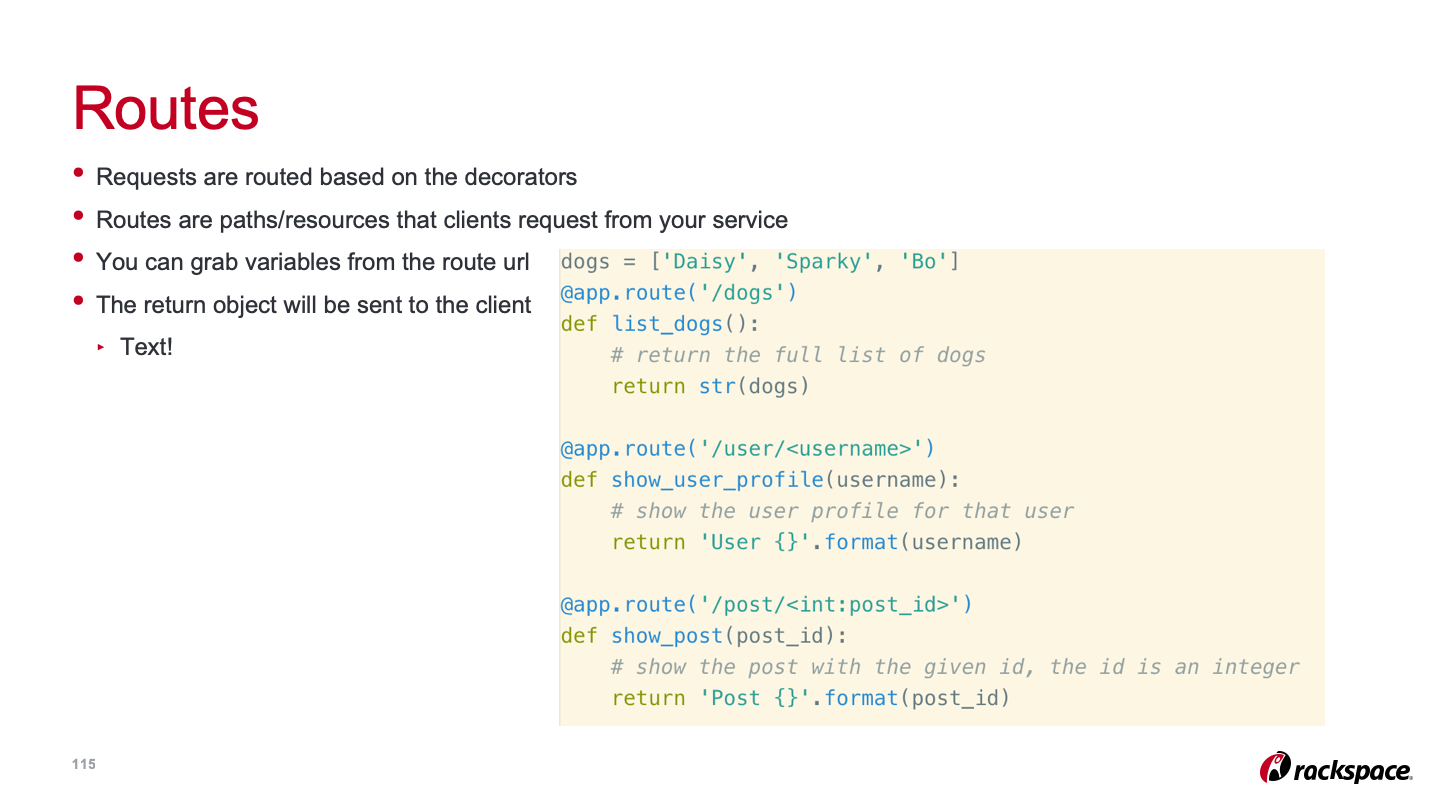 Routes
• Requests are routed based on the decorators
• Routes are paths/resources that clients request from your service
• You can grab variables from the route url
• The return object will be sent to the client
‣ Text!
dogs = ['Daisy', 'Sparky', 'Bo']
@app.route('/dogs')
def list_dogs():
    # return the full list of dogs
    return str(dogs)

@app.route('/user/<username>')
def show_user_profile(username):
    # show the user profile for that user
    return 'User {}'.format(username)

@app.route('/post/<int:post_id>')
def show_post(post_id):
    # show the post with the given id, the id is an integer
    return 'Post {}'.format(post_id)
115
rackspace.